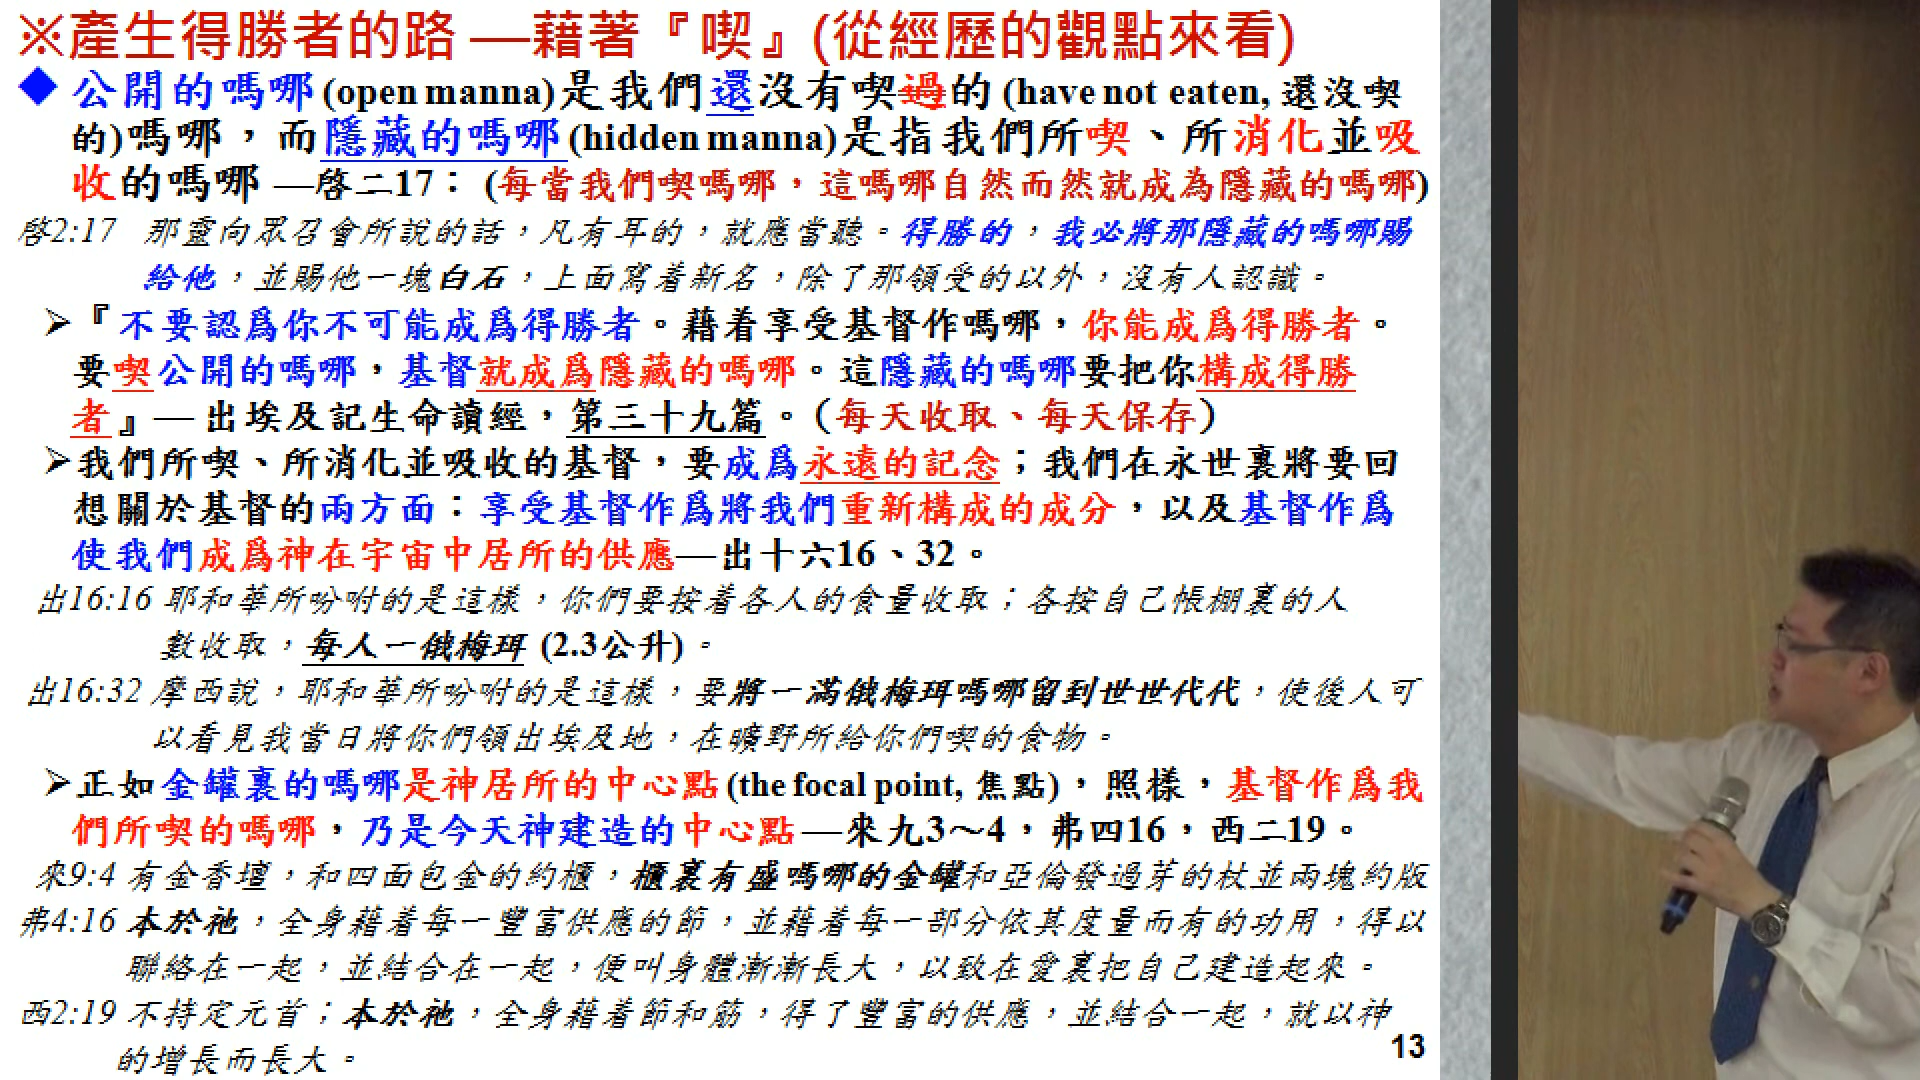 ※產生得勝者的路 —藉著『喫』(從經歷的觀點來看)
◆ 公開的嗎哪(open manna)是我們還沒有喫過的 (have not eaten, 還沒喫
的)嗎哪，而隱藏的嗎哪(hidden manna)是指我們所喫、所消化並吸
收的嗎哪 —啓二17： (每當我們喫嗎哪，這嗎哪自然而然就成為隱藏的嗎哪)
啓2:17 那靈向眾召會所說的話，凡有耳的，就應當聽。得勝的，我必將那隱藏的嗎哪賜
給他，並賜他一塊白石，上面寫着新名，除了那領受的以外，沒有人認識。
➢『不要認爲你不可能成爲得勝者。藉着享受基督作嗎哪，你能成爲得勝者。
要喫公開的嗎哪，基督就成爲隱藏的嗎哪。這隱藏的嗎哪要把你構成得勝
者』— 出埃及記生命讀經，第三十九篇。（每天收取、每天保存）
➢我們所喫、所消化並吸收的基督，要成爲永遠的記念；我們在永世裏將要回
想關於基督的兩方面：享受基督作爲將我們重新構成的成分，以及基督作爲
使我們成爲神在宇宙中居所的供應—出十六16、32。
出16:16 耶和華所吩咐的是這樣，你們要按着各人的食量收取；各按自己帳棚裏的人
數收取，每人一俄梅珥 (2.3公升)。
出16:32 摩西說，耶和華所吩咐的是這樣，要將一滿俄梅珥嗎哪留到世世代代，使後人可
以看見我當日將你們領出埃及地，在曠野所給你們喫的食物。
➢正如金罐裏的嗎哪是神居所的中心點(the focal point, 焦點)，照樣，基督作爲我
們所喫的嗎哪，乃是今天神建造的中心點—來九3～4，弗四16，西二19。
來9:4 有金香壇，和四面包金的約櫃，櫃裏有盛嗎哪的金罐和亞倫發過芽的杖並兩塊約版
弗4:16 本於祂，全身藉着每一豐富供應的節，並藉着每一部分依其度量而有的功用，得以
聯絡在一起，並結合在一起，便叫身體漸漸長大，以致在愛裏把自己建造起來。
西2:19 不持定元首；本於祂，全身藉着節和筋，得了豐富的供應，並結合一起，就以神
的增長而長大。
13